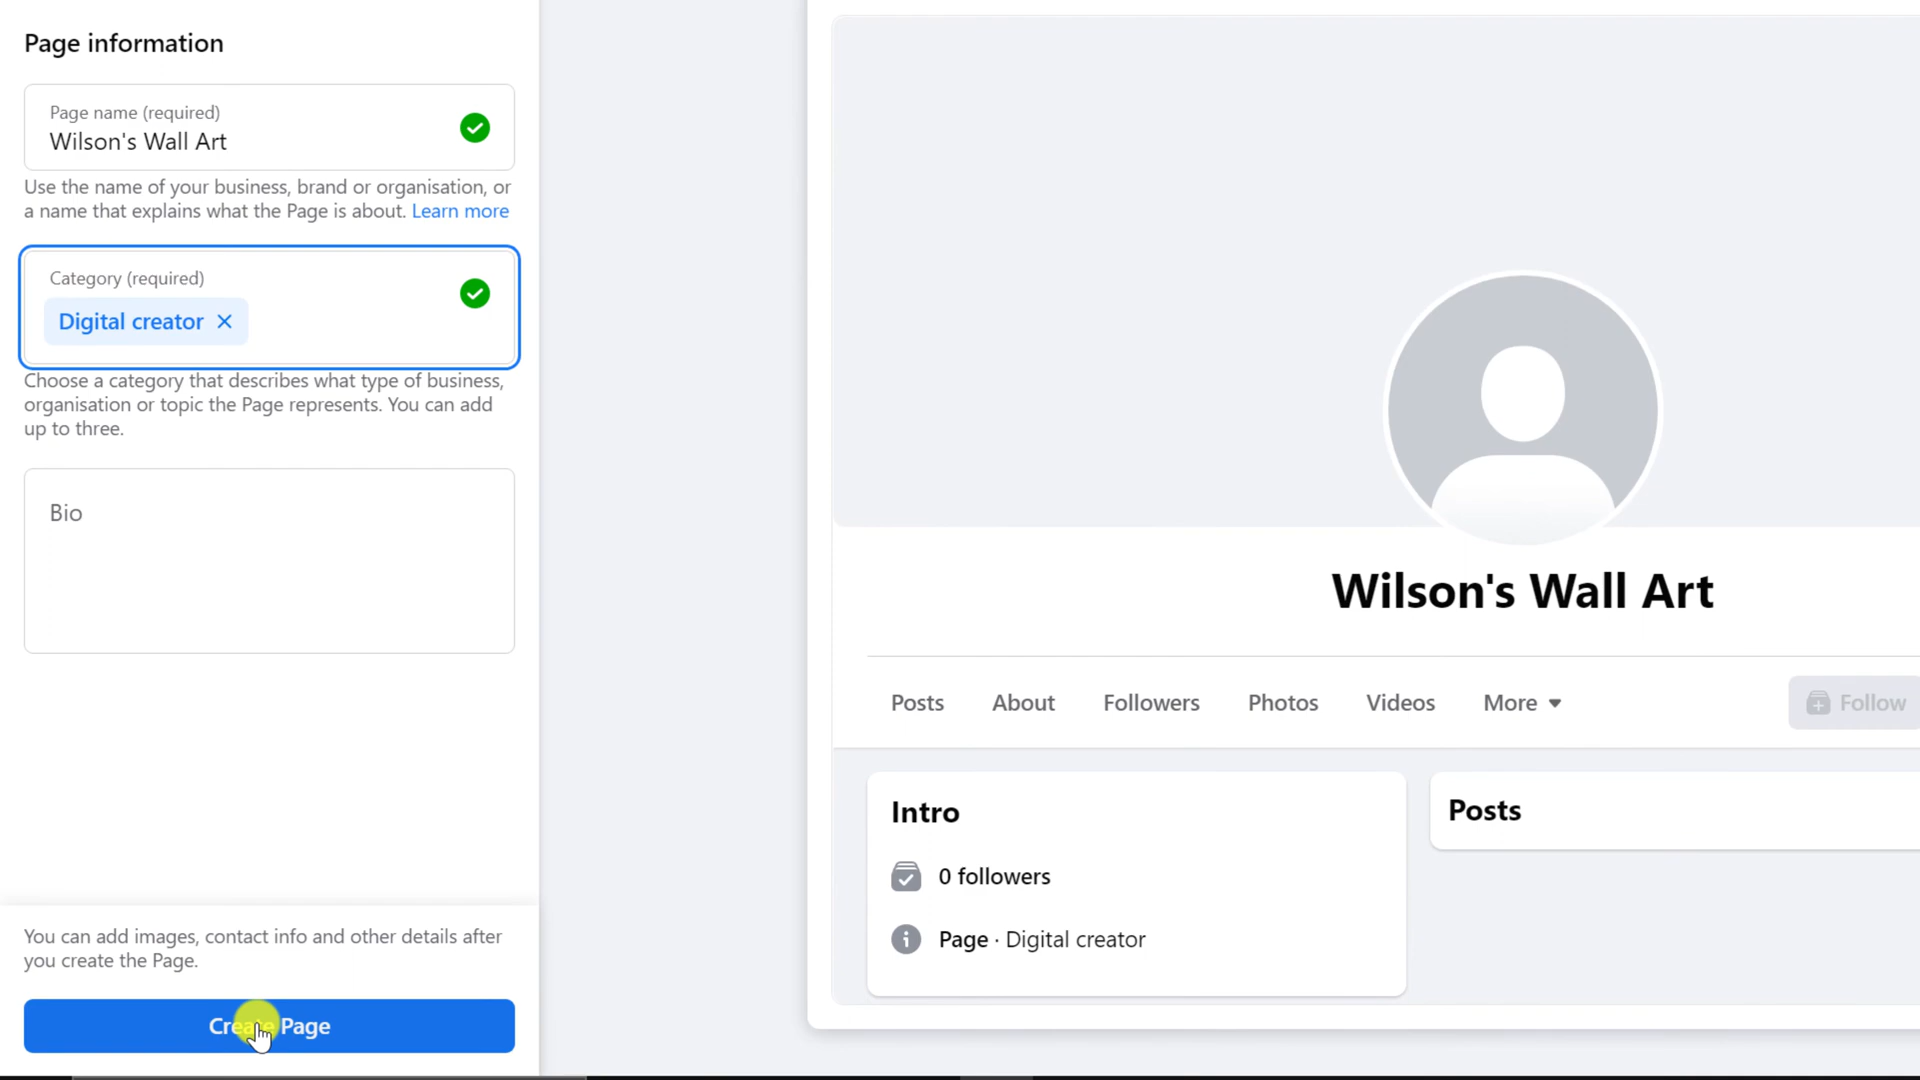 Page information
Page name (required)
Wilson's Wall Art
Use the name of your business, brand or organisation, or
a name that explains what the Page is about. Learn more
Category (required)
Digital creator
Choose a category that describes what type of business,
organisation or topic the Page represents. You can add
up to three.
Bio
You can add images, contact info and other details after
you create the Page.
Create Page
Wilson's Wall Art
Posts About Followers Photos Videos More
Follow
Intro
0 followers
Page · Digital creator
Posts